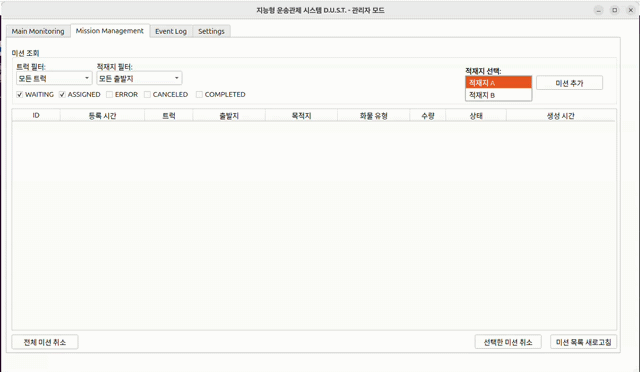 지능형 운송관제 시스템 D.U.S.T. - 관리자 모드
Main Monitoring Mission Management Event Log Settings
미션 조회
트럭 필터: 적재지 필터: 적재지 선택:
모든 트럭 모든 출발지 적재지 A 미션 추가
적재지 B
WAITING ASSIGNED ERROR CANCELED COMPLETED
ID 등록 시간 트럭 출발지 목적지 화물 유형 수량 상태 생성 시간
전체 미션 취소 선택한 미션 취소 미션 목록 새로고침